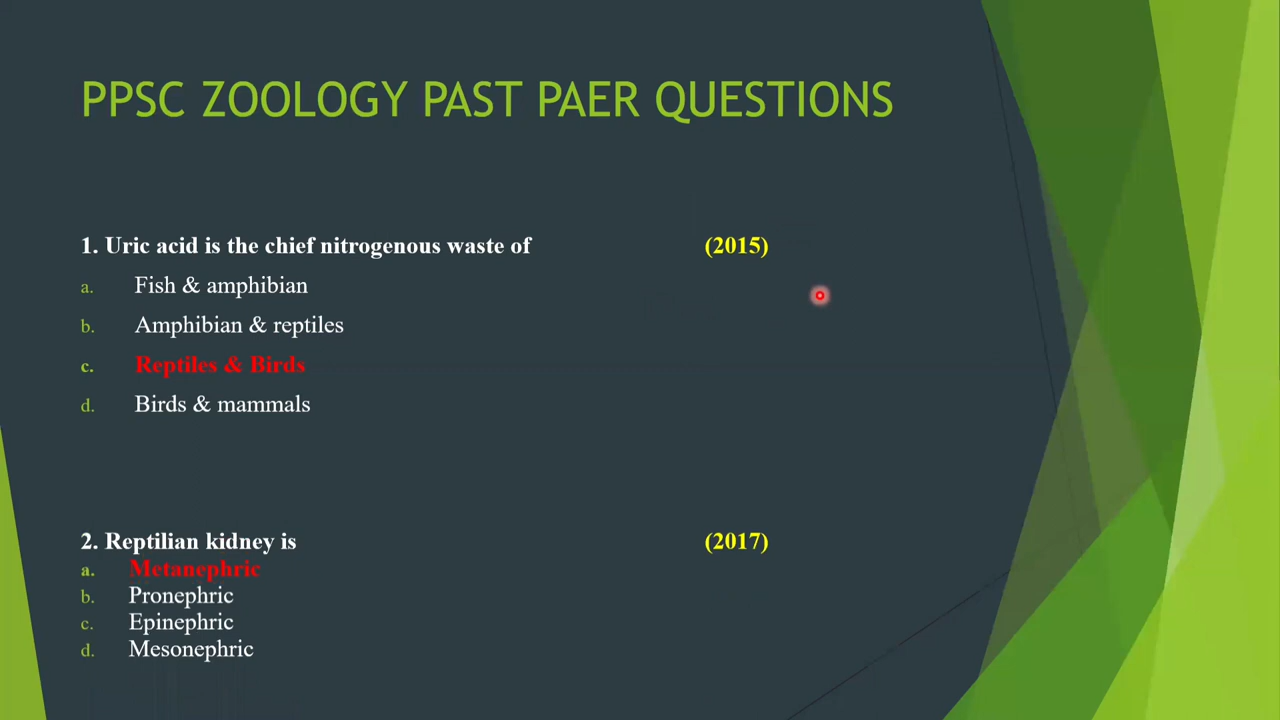 PPSC ZOOLOGY PAST PAER QUESTIONS
1. Uric acid is the chief nitrogenous waste of (2015)
a. Fish & amphibian
b. Amphibian & reptiles
c. Reptiles & Birds
d. Birds & mammals
2. Reptilian kidney is (2017)
a. Metanephric
b. Pronephric
c. Epinephric
d. Mesonephric